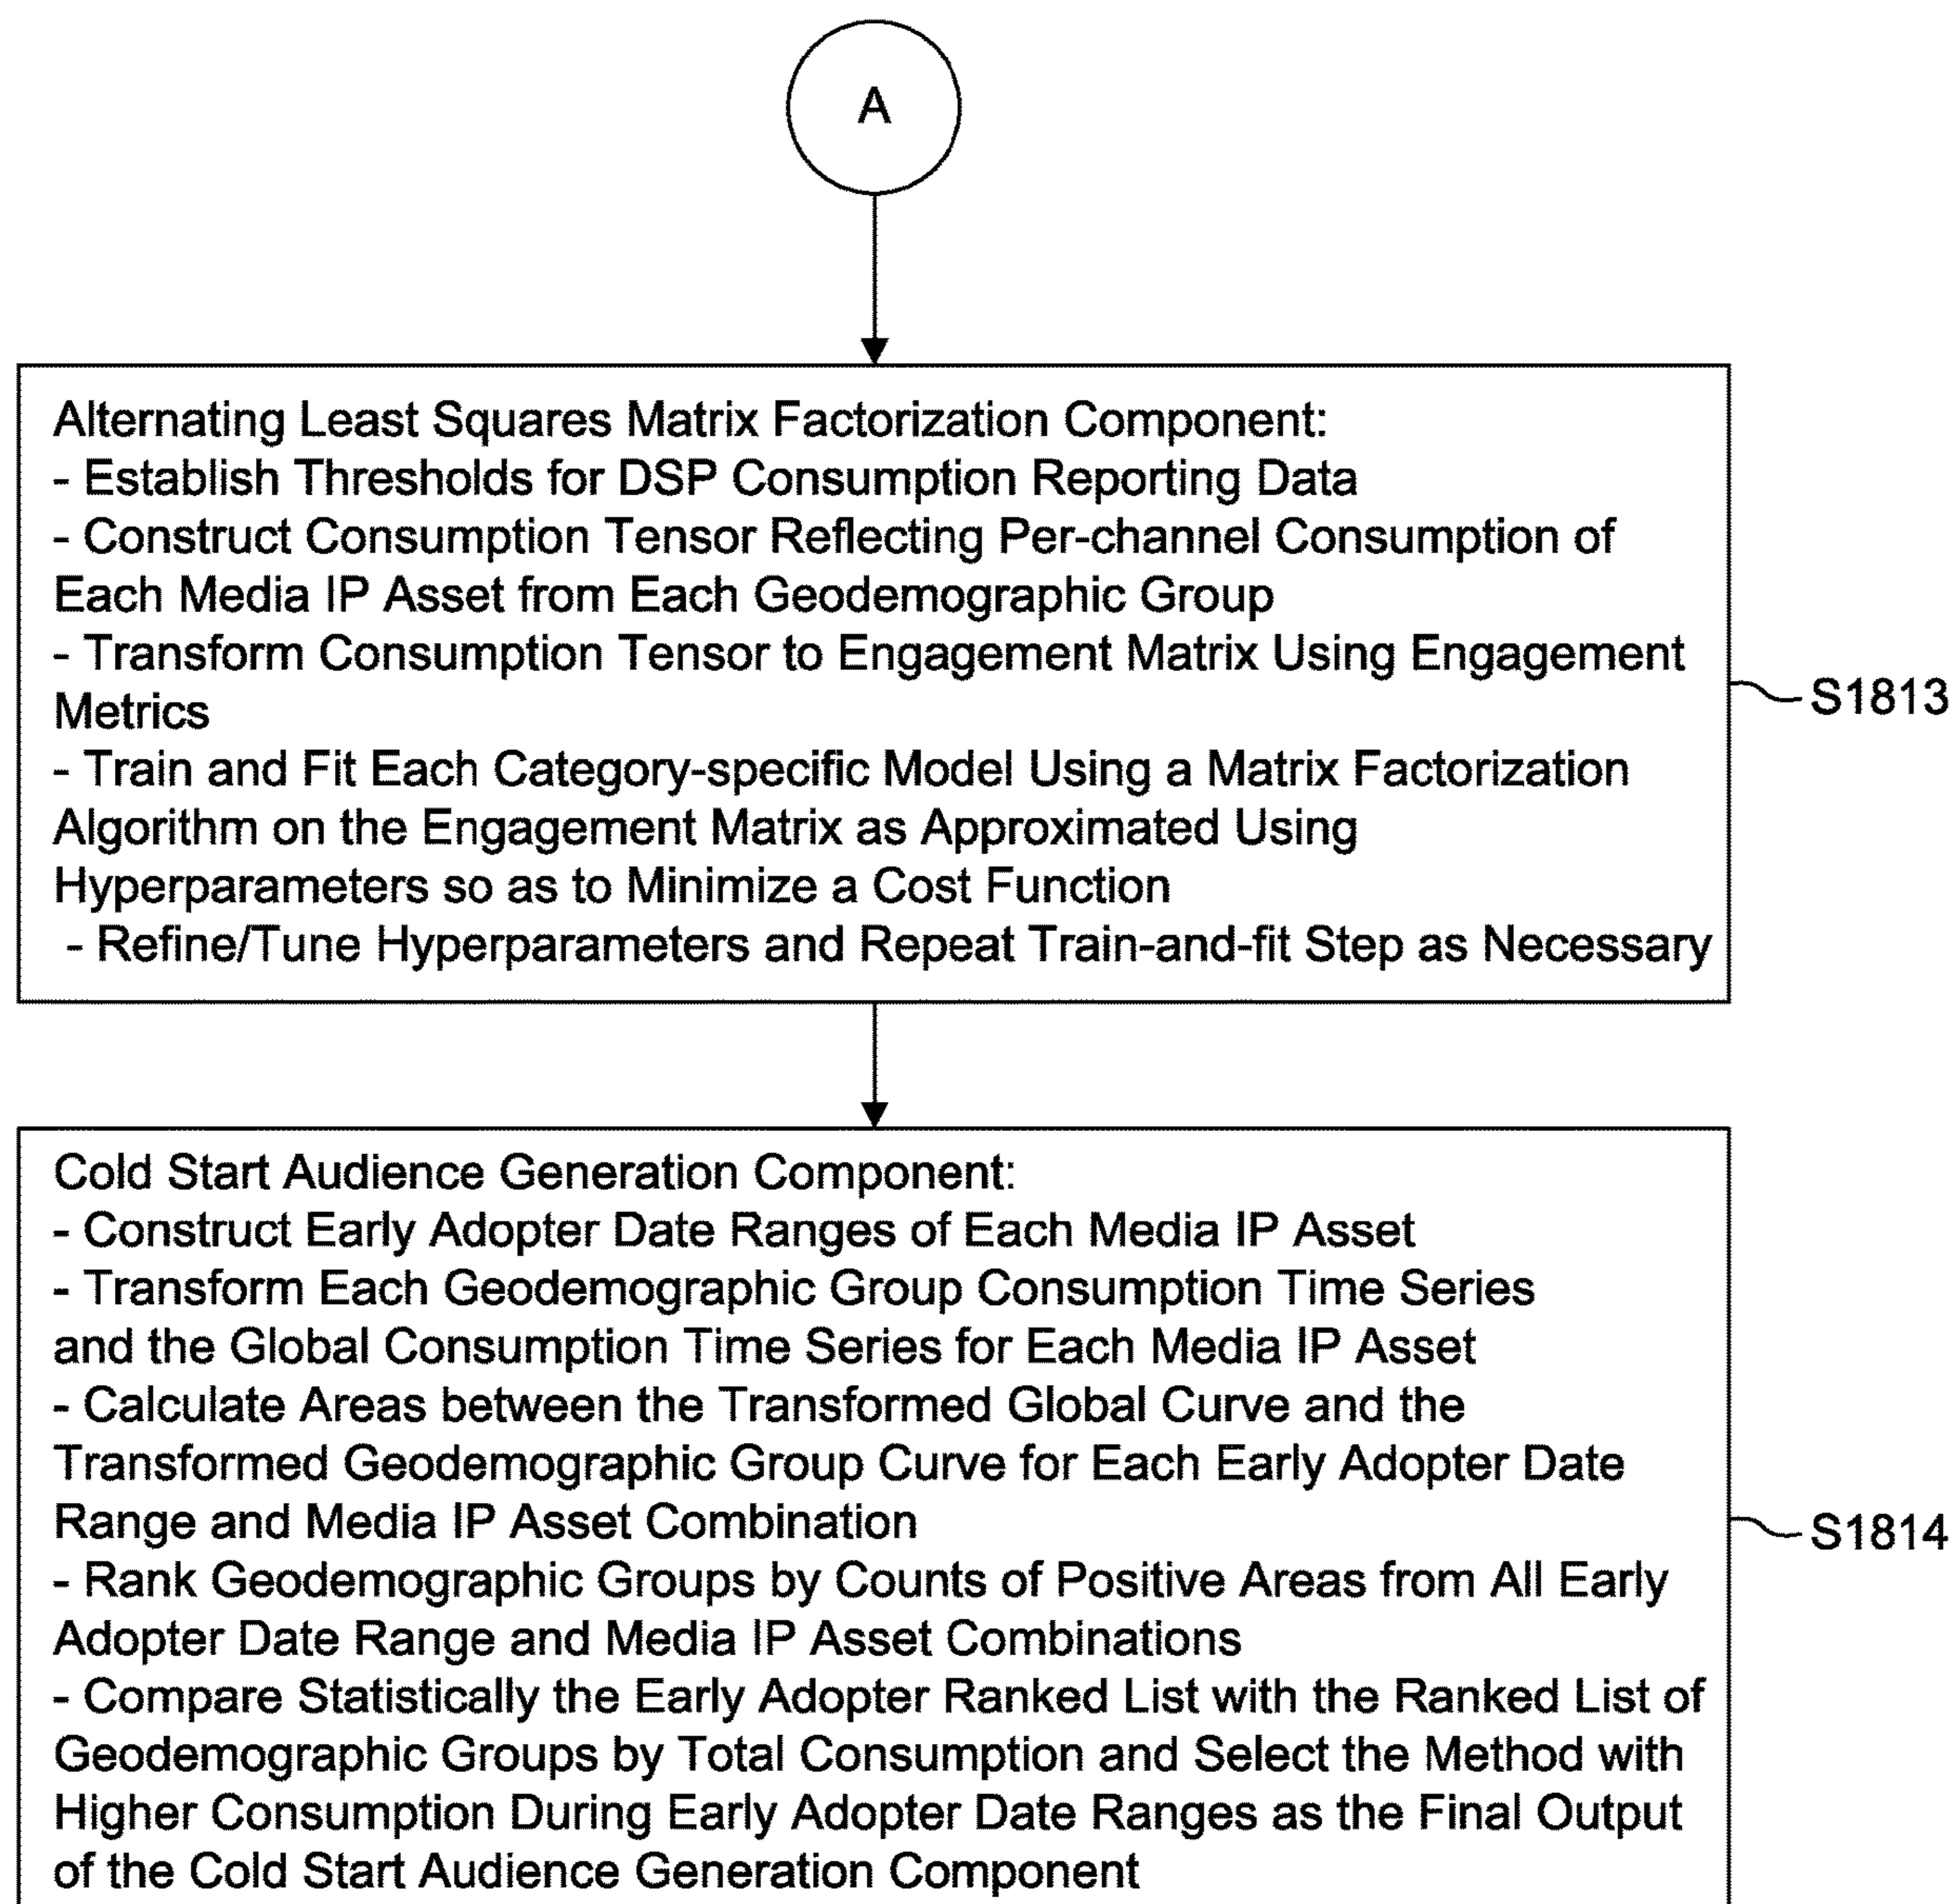 A
Alternating Least Squares Matrix Factorization Component:
- Establish Thresholds for DSP Consumption Reporting Data
- Construct Consumption Tensor Reflecting Per-channel Consumption of
Each Media IP Asset from Each Geodemographic Group
- Transform Consumption Tensor to Engagement Matrix Using Engagement
Metrics
- Train and Fit Each Category-specific Model Using a Matrix Factorization
Algorithm on the Engagement Matrix as Approximated Using
Hyperparameters so as to Minimize a Cost Function
- Refine/Tune Hyperparameters and Repeat Train-and-fit Step as Necessary
S1813
Cold Start Audience Generation Component:
- Construct Early Adopter Date Ranges of Each Media IP Asset
- Transform Each Geodemographic Group Consumption Time Series
and the Global Consumption Time Series for Each Media IP Asset
- Calculate Areas between the Transformed Global Curve and the
Transformed Geodemographic Group Curve for Each Early Adopter Date
Range and Media IP Asset Combination
- Rank Geodemographic Groups by Counts of Positive Areas from All Early
Adopter Date Range and Media IP Asset Combinations
- Compare Statistically the Early Adopter Ranked List with the Ranked List of
Geodemographic Groups by Total Consumption and Select the Method with
Higher Consumption During Early Adopter Date Ranges as the Final Output
of the Cold Start Audience Generation Component
S1814